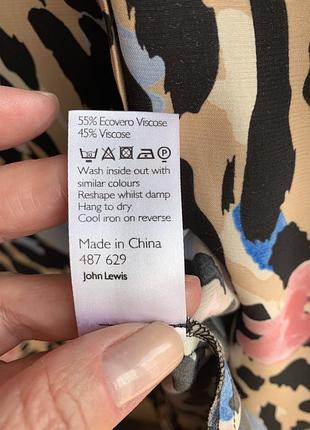 55% Ecovero Viscose
45% Viscose
Wash inside out with
similar colours
Reshape whilst damp
Hang to dry
Cool iron on reverse
Made in China
487 629
John Lewis